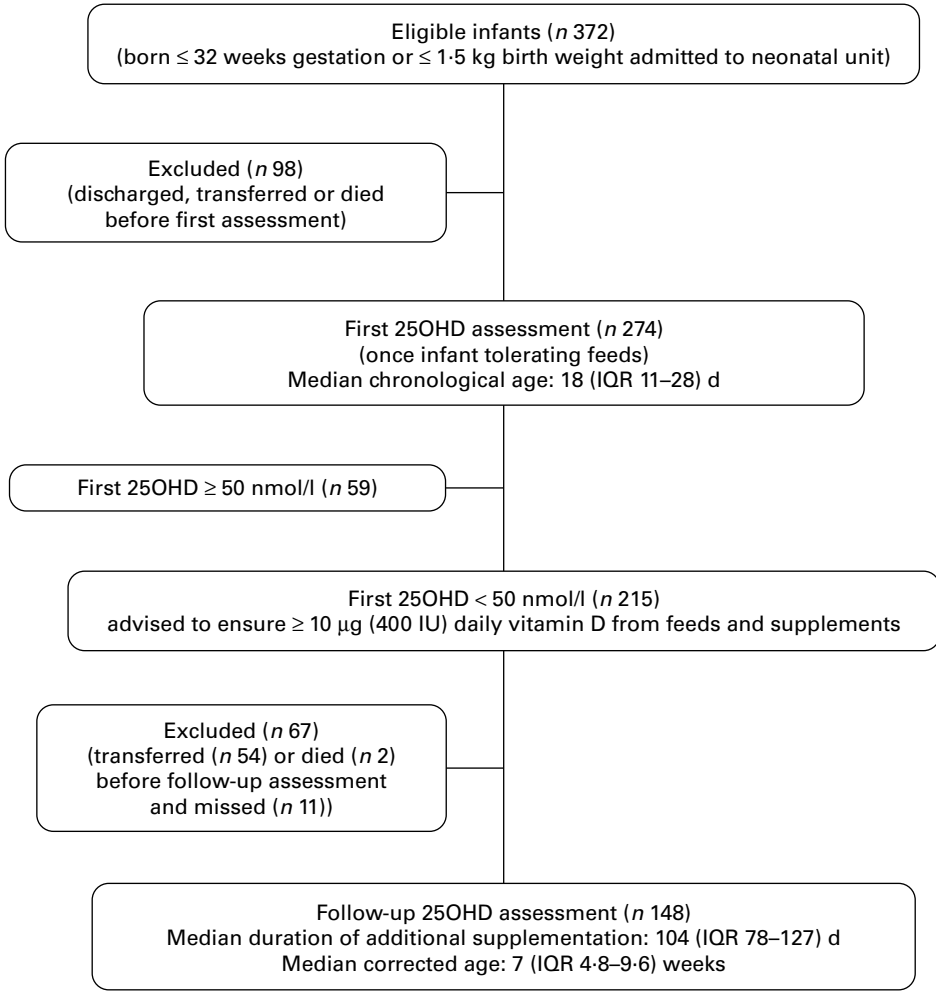 Eligible infants (n 372)
(born ≤ 32 weeks gestation or ≤ 1·5 kg birth weight admitted to neonatal unit)
Excluded (n 98)
(discharged, transferred or died
before first assessment)
First 25OHD assessment (n 274)
(once infant tolerating feeds)
Median chronological age: 18 (IQR 11–28) d
First 25OHD ≥ 50 nmol/l (n 59)
First 25OHD < 50 nmol/l (n 215)
advised to ensure ≥ 10 μg (400 IU) daily vitamin D from feeds and supplements
Excluded (n 67)
(transferred (n 54) or died (n 2)
before follow-up assessment
and missed (n 11))
Follow-up 25OHD assessment (n 148)
Median duration of additional supplementation: 104 (IQR 78–127) d
Median corrected age: 7 (IQR 4·8–9·6) weeks